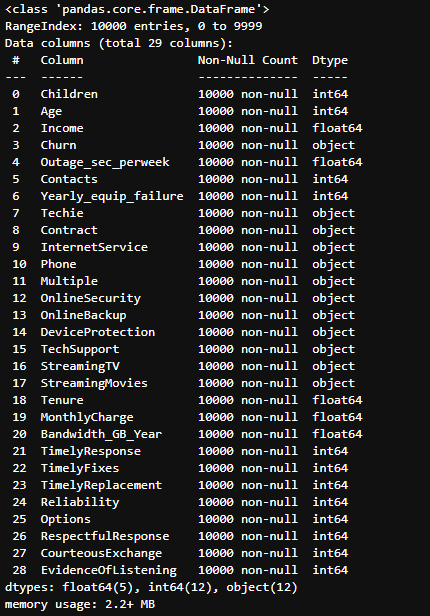 <class 'pandas.core.frame.DataFrame'>
RangeIndex: 10000 entries, 0 to 9999
Data columns (total 29 columns):
 #   Column                Non-Null Count  Dtype
---  ------                --------------  -----
 0   Children              10000 non-null  int64
 1   Age                   10000 non-null  int64
 2   Income                10000 non-null  float64
 3   Churn                 10000 non-null  object
 4   Outage_sec_perweek    10000 non-null  float64
 5   Contacts              10000 non-null  int64
 6   Yearly_equip_failure  10000 non-null  int64
 7   Techie                10000 non-null  object
 8   Contract              10000 non-null  object
 9   InternetService       10000 non-null  object
 10  Phone                 10000 non-null  object
 11  Multiple              10000 non-null  object
 12  OnlineSecurity        10000 non-null  object
 13  OnlineBackup          10000 non-null  object
 14  DeviceProtection      10000 non-null  object
 15  TechSupport           10000 non-null  object
 16  StreamingTV           10000 non-null  object
 17  StreamingMovies       10000 non-null  object
 18  Tenure                10000 non-null  float64
 19  MonthlyCharge         10000 non-null  float64
 20  Bandwidth_GB_Year     10000 non-null  float64
 21  TimelyResponse        10000 non-null  int64
 22  TimelyFixes           10000 non-null  int64
 23  TimelyReplacement     10000 non-null  int64
 24  Reliability           10000 non-null  int64
 25  Options               10000 non-null  int64
 26  RespectfulResponse    10000 non-null  int64
 27  CourteousExchange     10000 non-null  int64
 28  EvidenceOfListening   10000 non-null  int64
dtypes: float64(5), int64(12), object(12)
memory usage: 2.2+ MB